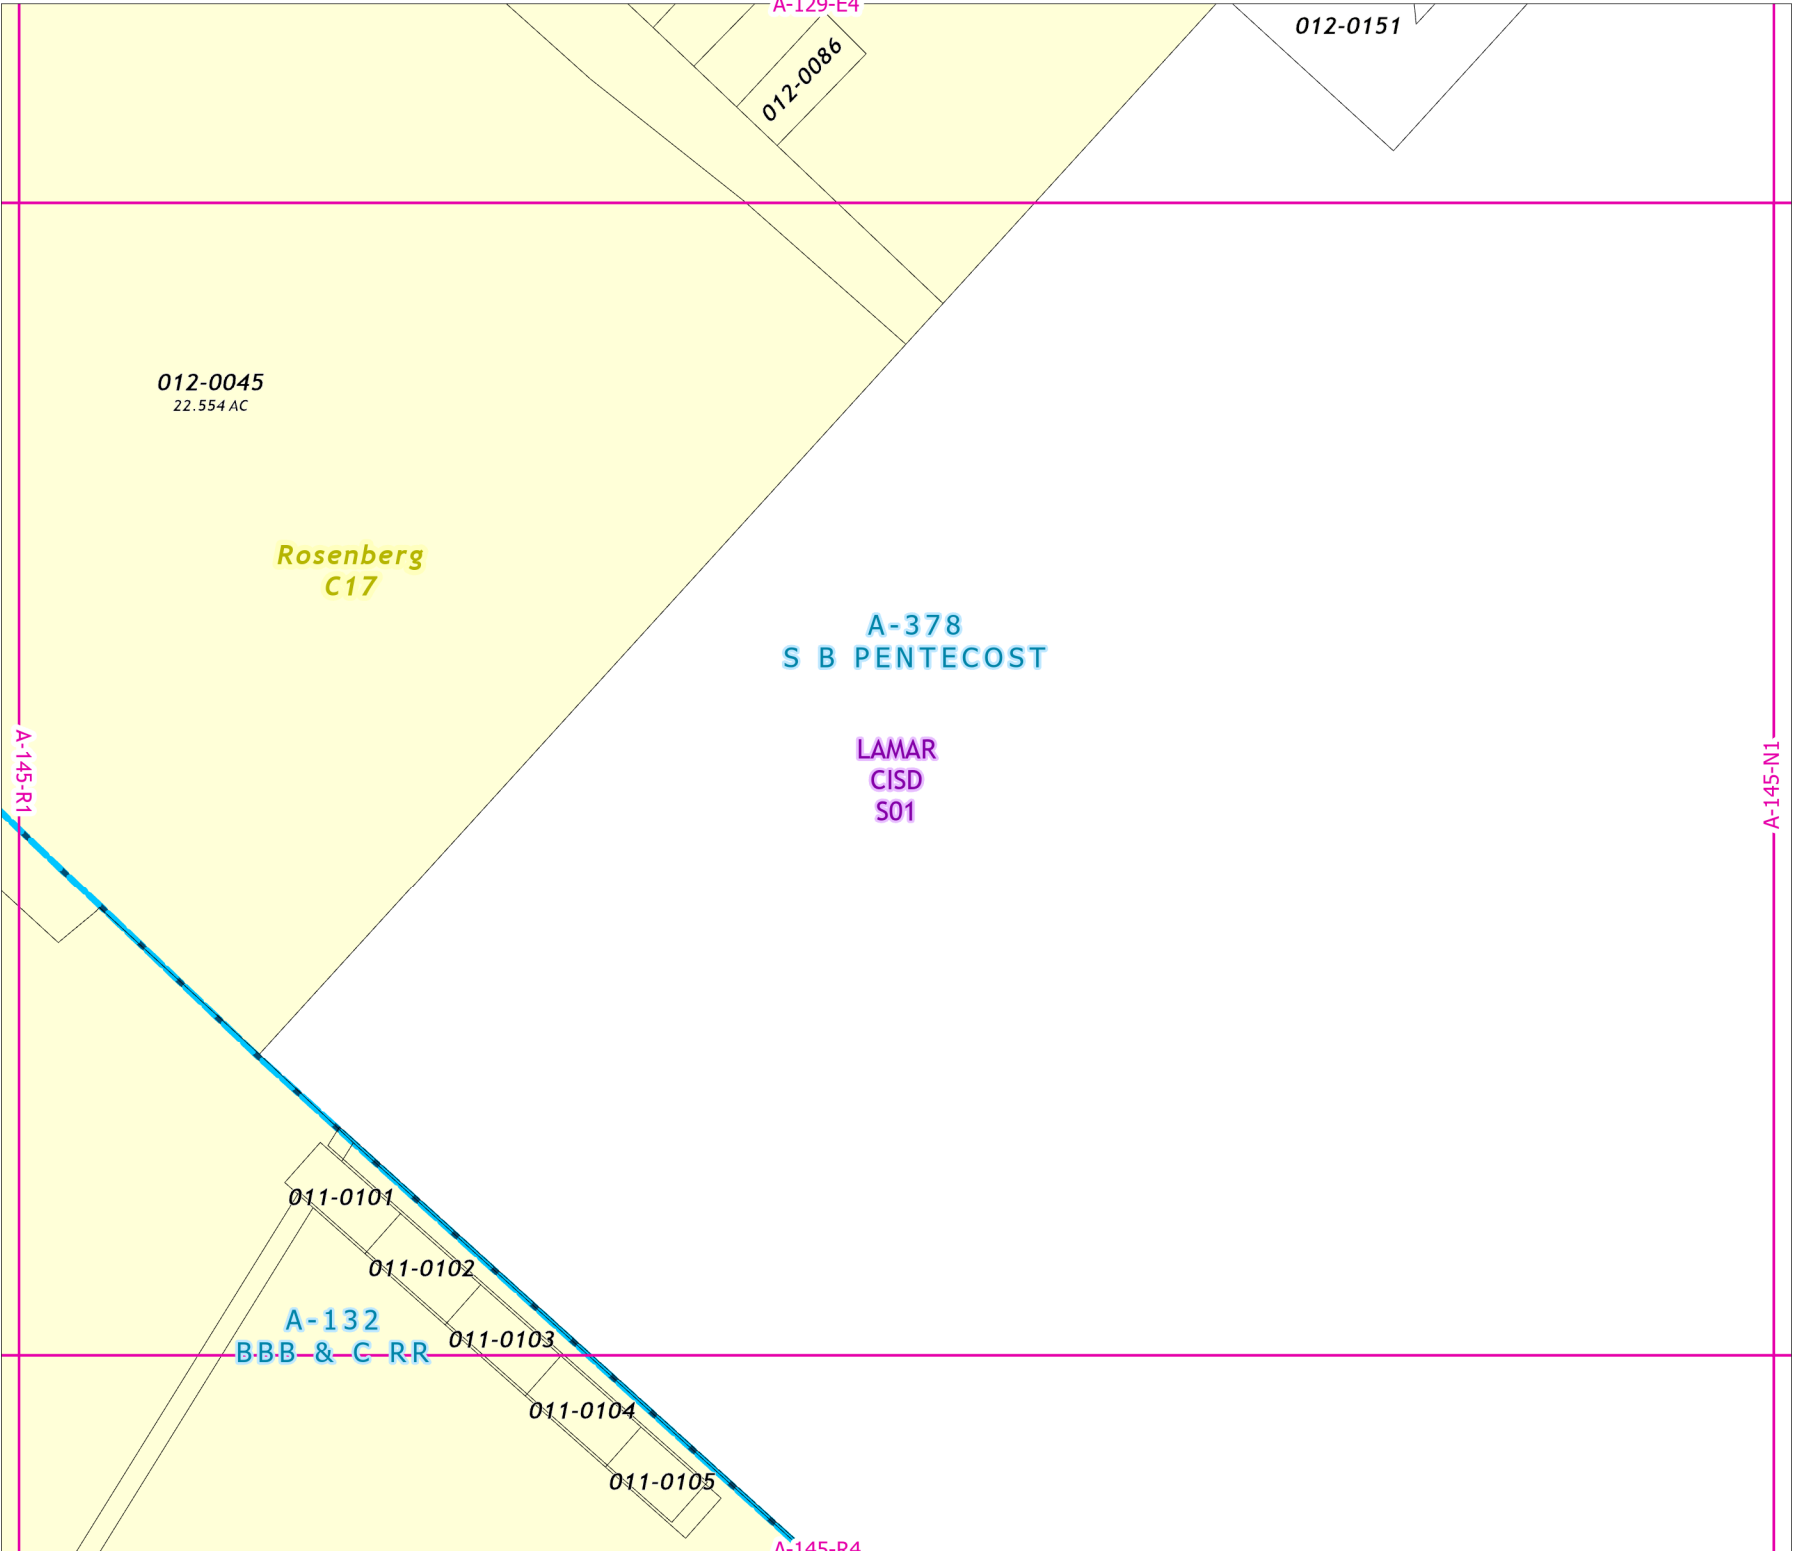 A-129-E4
012-0151
012-0086
012-0045
22.554 AC
Rosenberg
C17
A-378
S B PENTECOST
LAMAR
CISD
S01
A-145-R1
A-145-N1
011-0101
011-0102
A-132
BBB & C RR
011-0103
011-0104
011-0105
A-145-R4